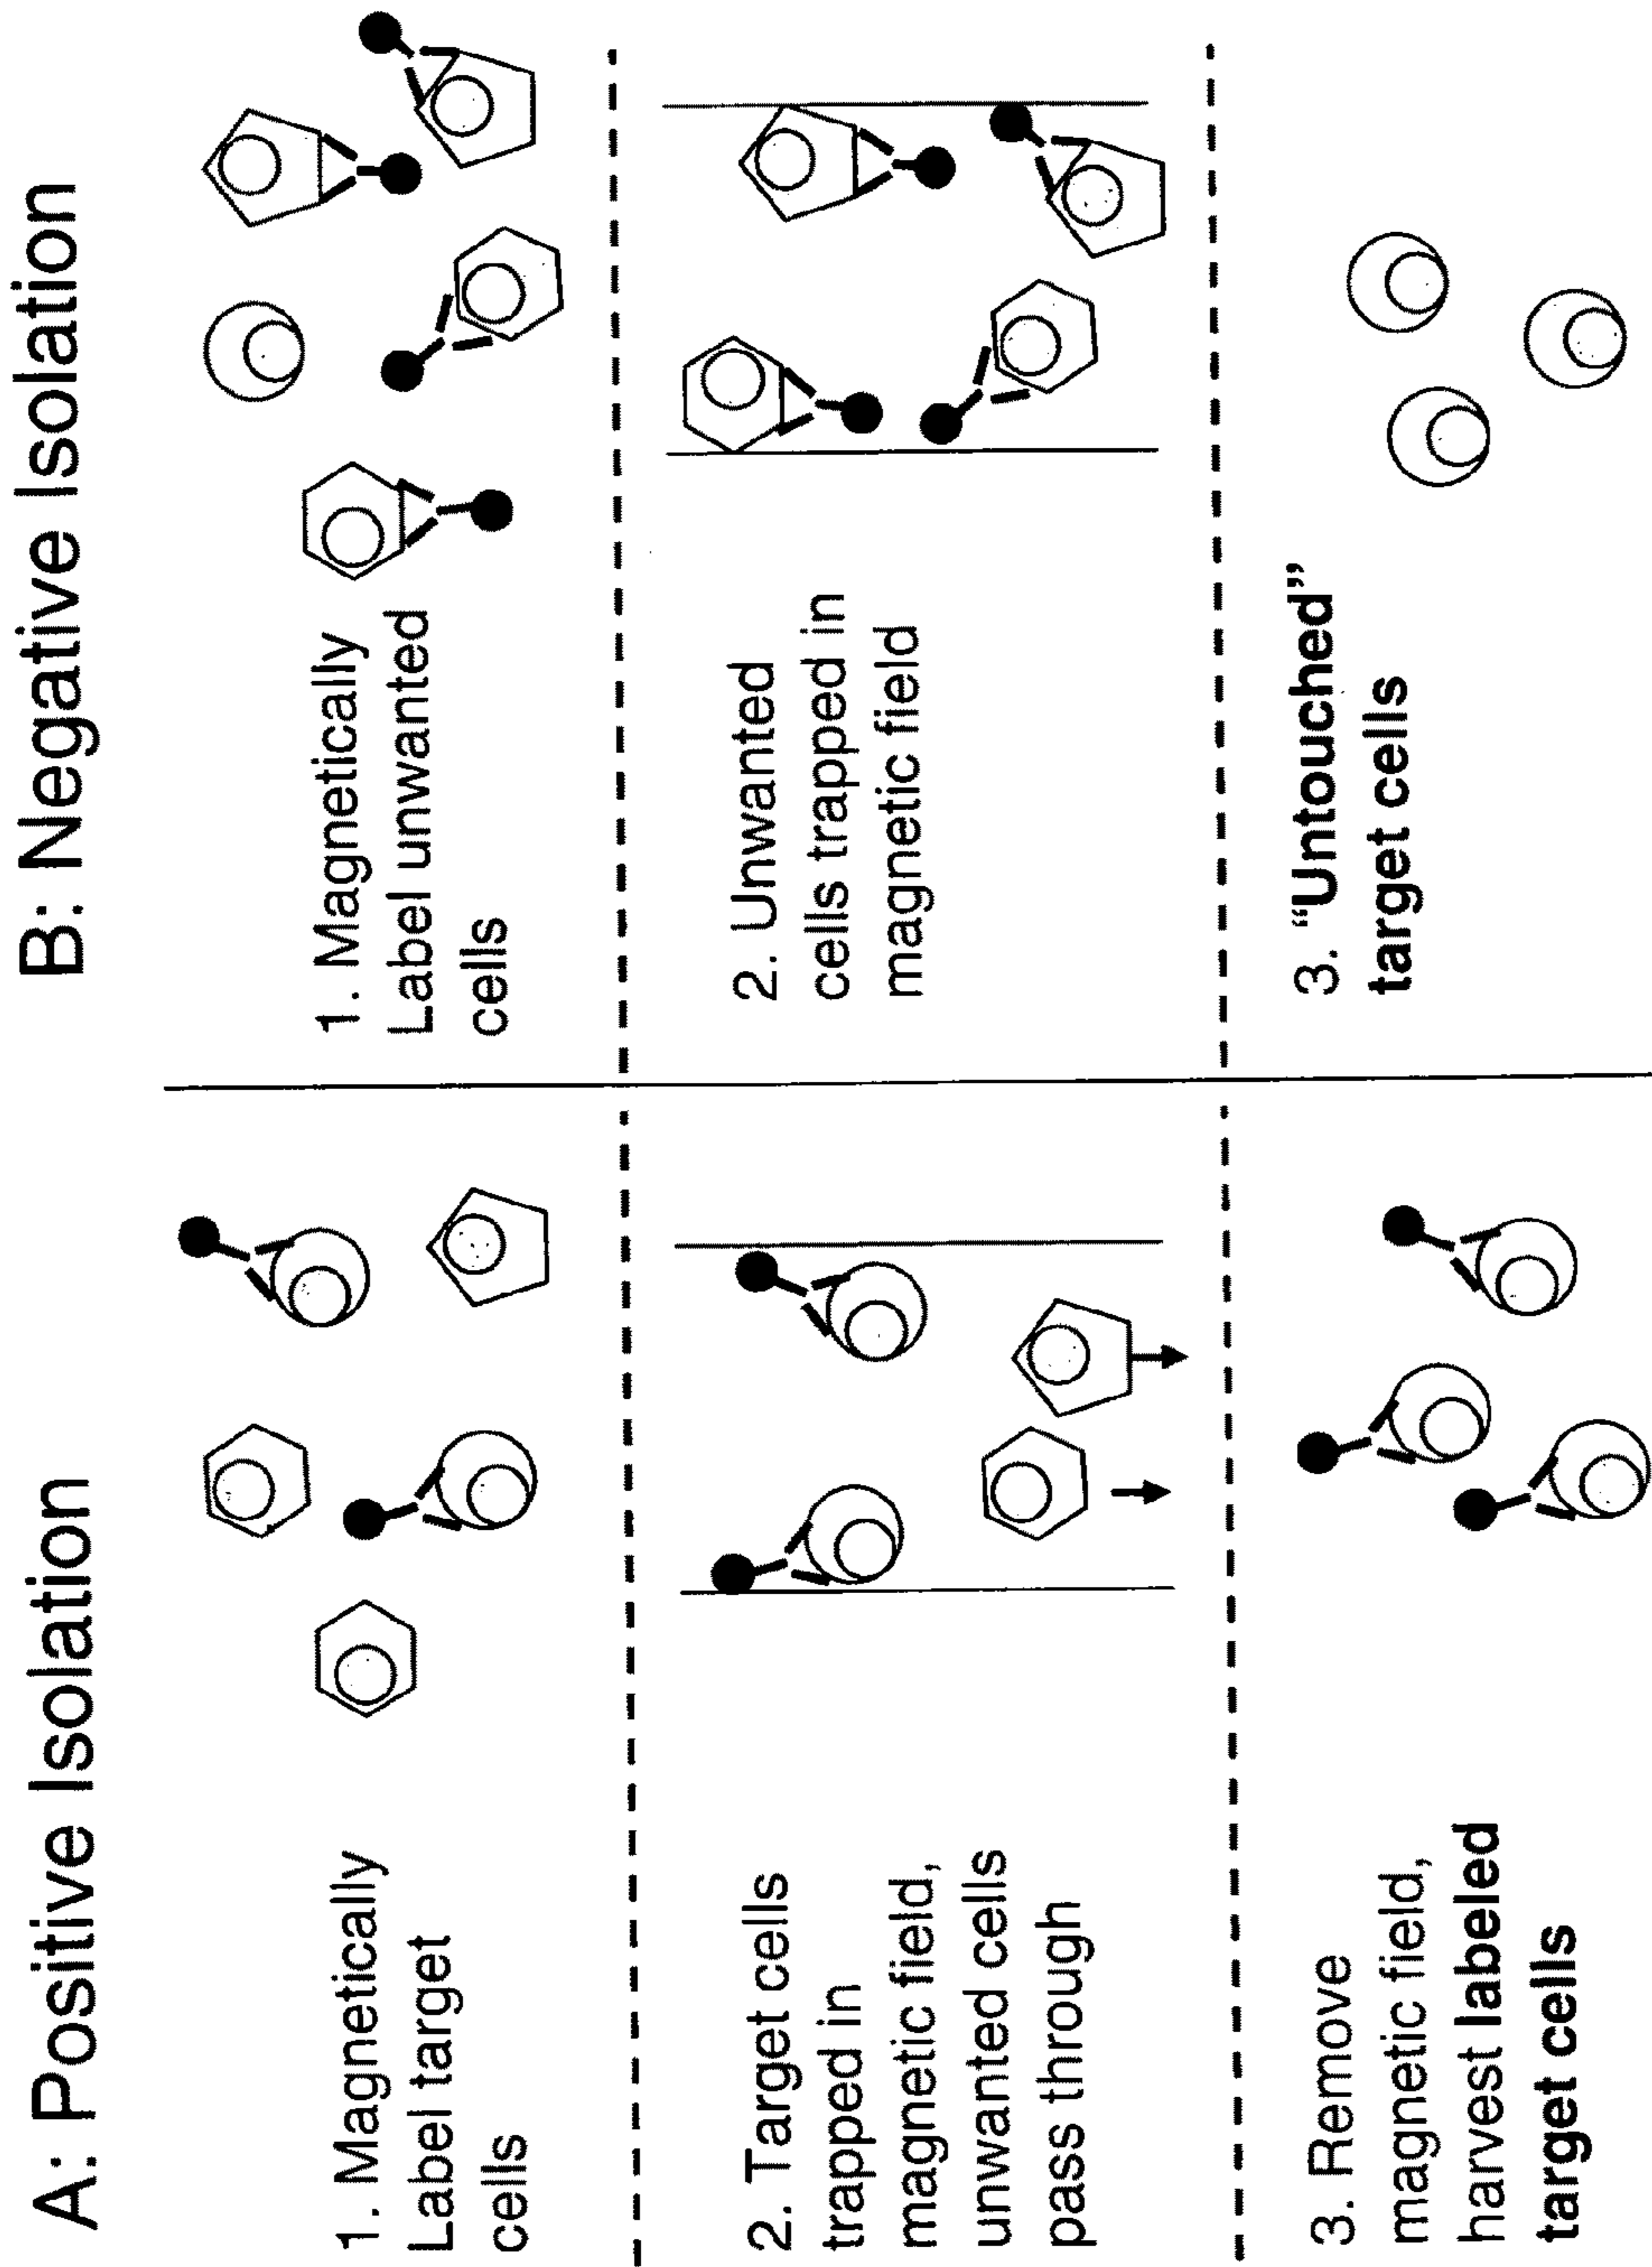 A: Positive Isolation
1. Magnetically
Label target
cells
2. Target cells
trapped in
magnetic field,
unwanted cells
pass through
3. Remove
magnetic field,
harvest labeled
target cells
B: Negative Isolation
1. Magnetically
Label unwanted
cells
2. Unwanted
cells trapped in
magnetic field
3. “Untouched”
target cells